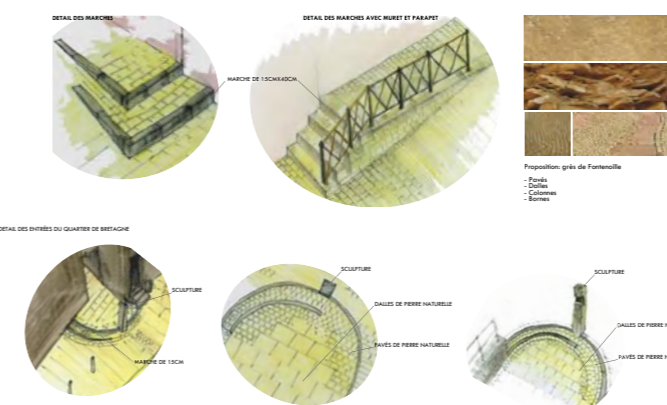 DETAIL DES MARCHES
DETAIL DES MARCHES AVEC MURET ET PARAPET
MARCHE DE 15CMX40CM
Proposition: grès de Fontenoille
- Pavés
- Dalles
- Colonnes
- Bornes
DETAIL DES ENTRÉES DU QUARTIER DE BRETAGNE
SCULPTURE
MARCHE DE 15CM
SCULPTURE
DALLES DE PIERRE NATURELLE
PAVÉS DE PIERRE NATURELLE
SCULPTURE
DALLES DE PIERRE N
PAVÉS DE PIERRE N